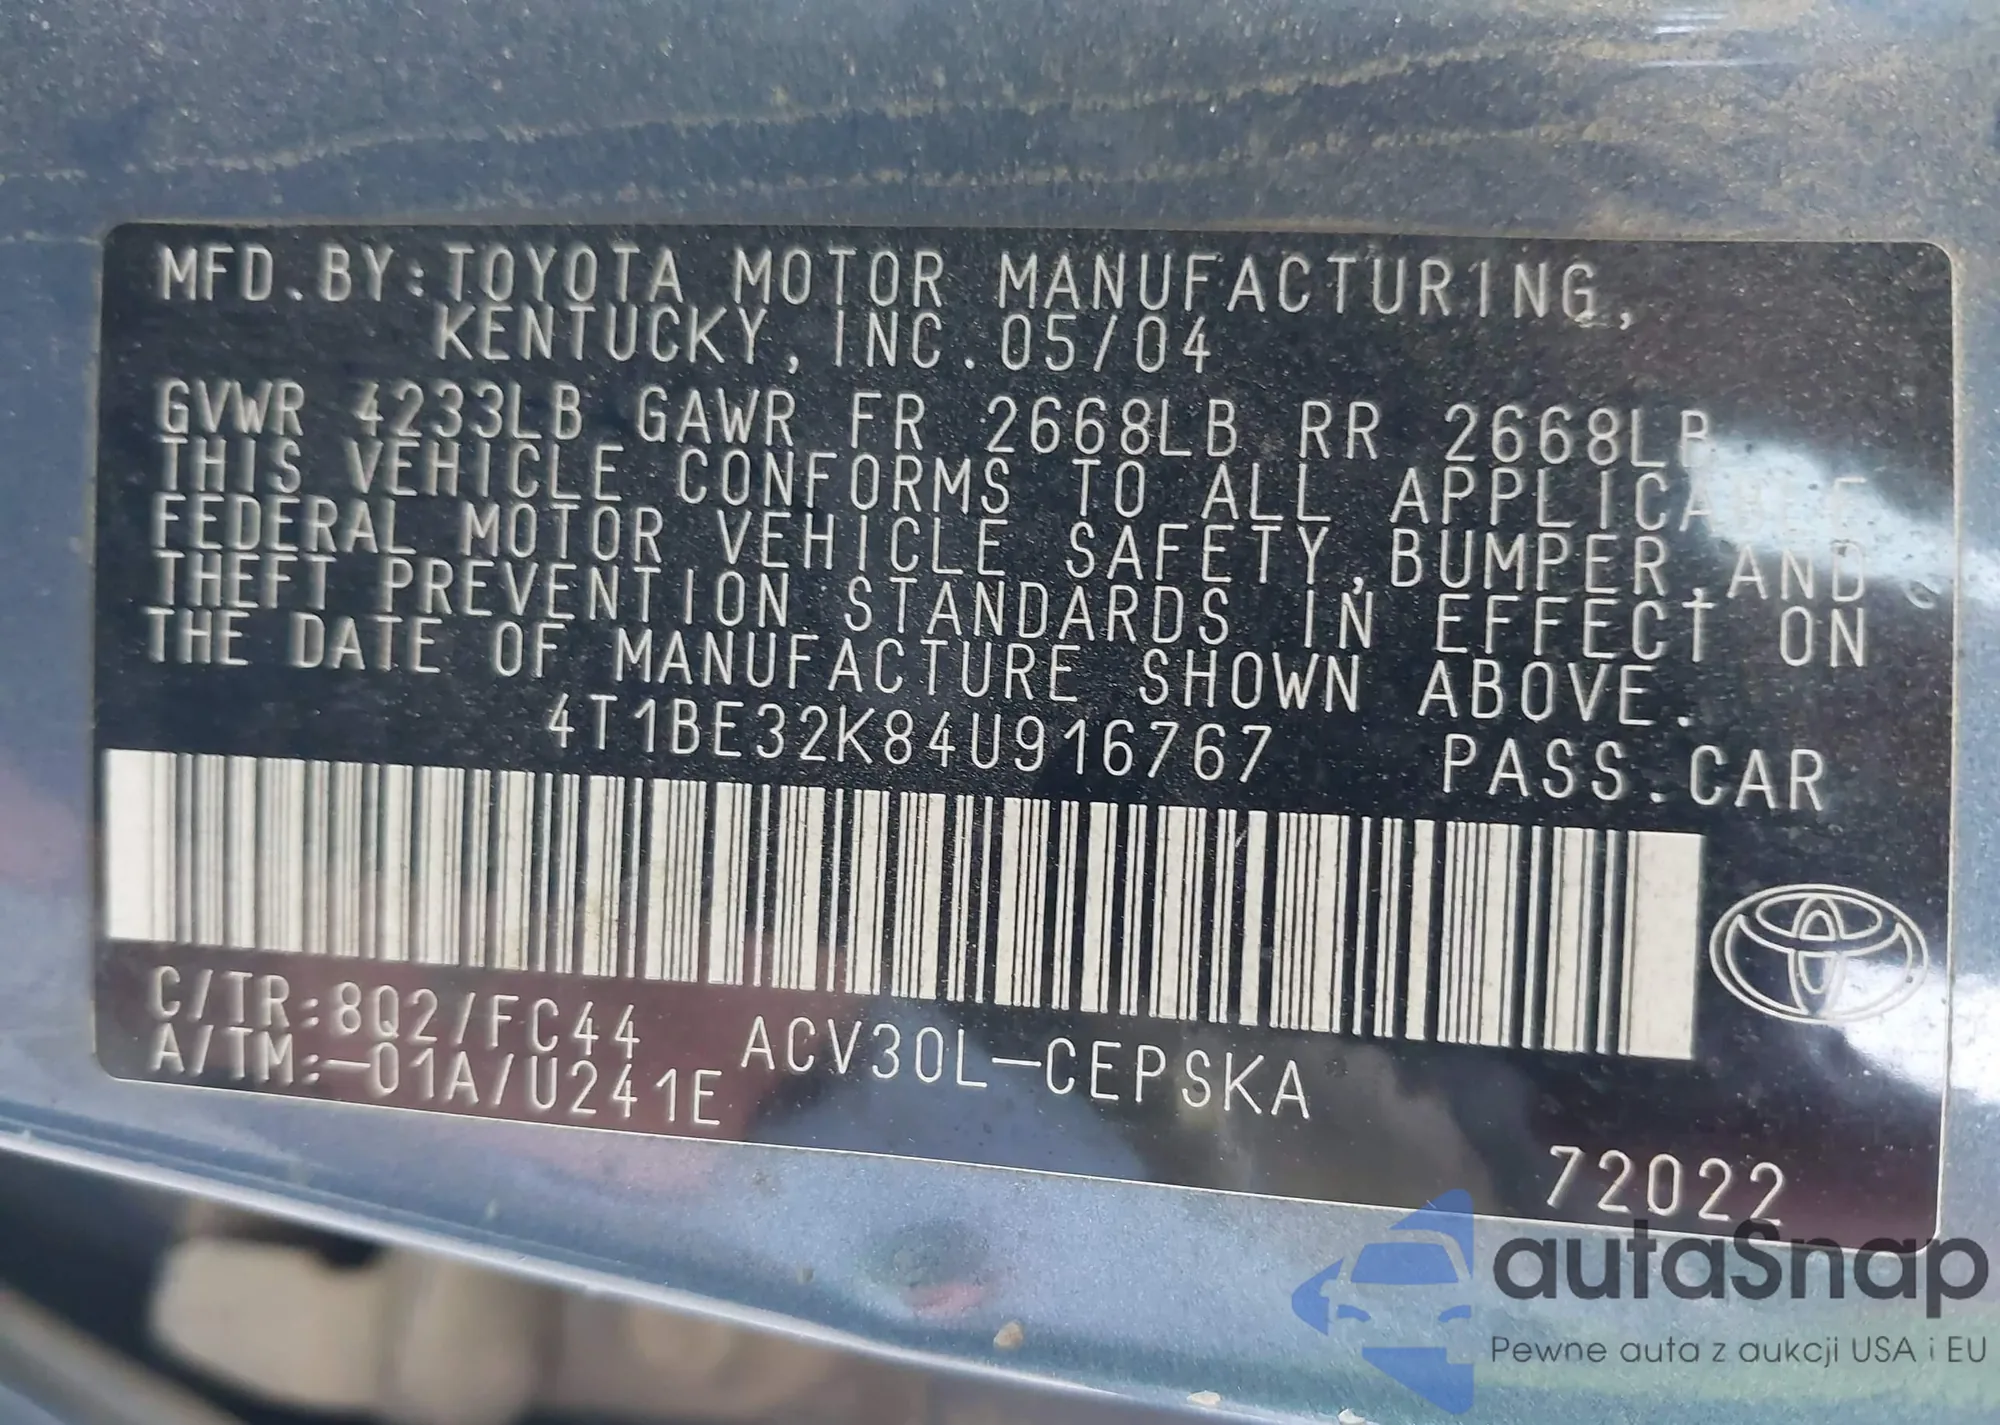 MFD.BY:TOYOTA MOTOR MANUFACTURING,
KENTUCKY, INC. 05/04
GVWR 4233LB GAWR FR 2668LB RR 2668LB
THIS VEHICLE CONFORMS TO ALL APPLICABLE
FEDERAL MOTOR VEHICLE SAFETY,BUMPER,AND
THEFT PREVENTION STANDARDS IN EFFECT ON
THE DATE OF MANUFACTURE SHOWN ABOVE.
4T1BE32K84U916767 PASS.CAR
C/TR:8Q2/FC44 ACV30L-CEPSKA
A/TM:-01A/U241E
72022
autaSnap
Pewne auta z aukcji USA i EU